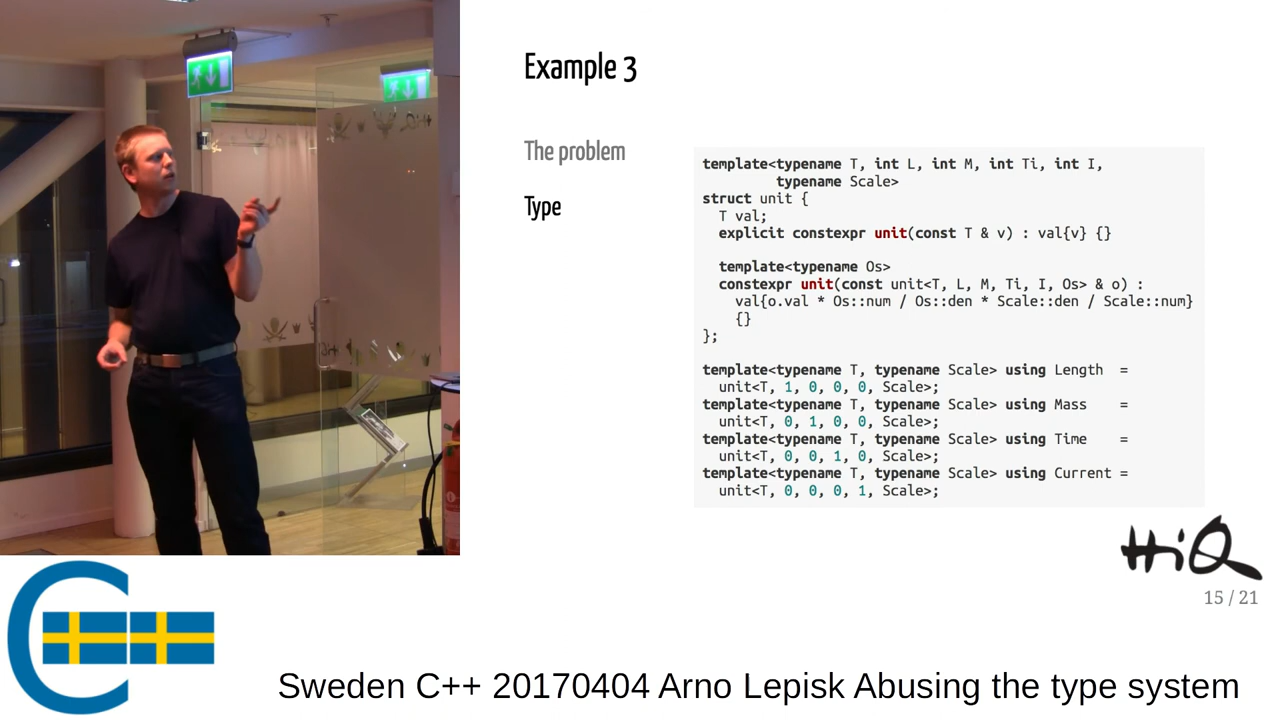 Example 3
The problem
Type
template<typename T, int L, int M, int Ti, int I,
         typename Scale>
struct unit {
  T val;
  explicit constexpr unit(const T & v) : val{v} {}

  template<typename Os>
  constexpr unit(const unit<T, L, M, Ti, I, Os> & o) :
    val{o.val * Os::num / Os::den * Scale::den / Scale::num}
    {}
};

template<typename T, typename Scale> using Length  =
  unit<T, 1, 0, 0, 0, Scale>;
template<typename T, typename Scale> using Mass    =
  unit<T, 0, 1, 0, 0, Scale>;
template<typename T, typename Scale> using Time    =
  unit<T, 0, 0, 1, 0, Scale>;
template<typename T, typename Scale> using Current =
  unit<T, 0, 0, 0, 1, Scale>;
HiQ
15 / 21
C++
Sweden C++ 20170404 Arno Lepisk Abusing the type system